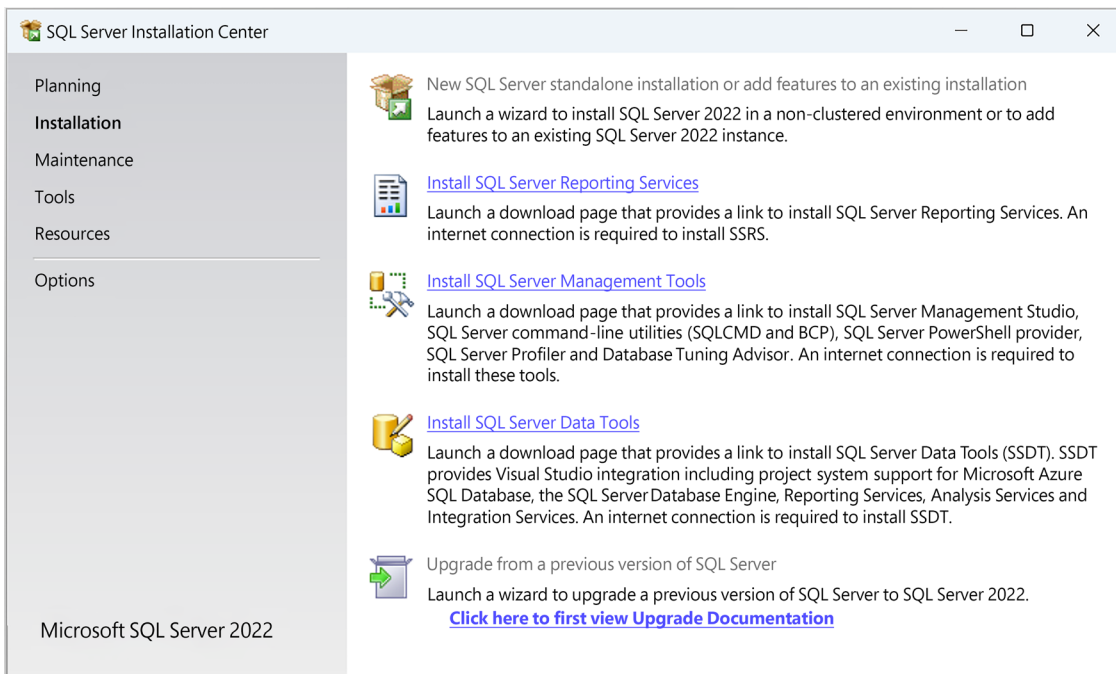 SQL Server Installation Center
Planning
Installation
Maintenance
Tools
Resources
Options
Microsoft SQL Server 2022
New SQL Server standalone installation or add features to an existing installation
Launch a wizard to install SQL Server 2022 in a non-clustered environment or to add
features to an existing SQL Server 2022 instance.
Install SQL Server Reporting Services
Launch a download page that provides a link to install SQL Server Reporting Services. An
internet connection is required to install SSRS.
Install SQL Server Management Tools
Launch a download page that provides a link to install SQL Server Management Studio,
SQL Server command-line utilities (SQLCMD and BCP), SQL Server PowerShell provider,
SQL Server Profiler and Database Tuning Advisor. An internet connection is required to
install these tools.
Install SQL Server Data Tools
Launch a download page that provides a link to install SQL Server Data Tools (SSDT). SSDT
provides Visual Studio integration including project system support for Microsoft Azure
SQL Database, the SQL Server Database Engine, Reporting Services, Analysis Services and
Integration Services. An internet connection is required to install SSDT.
Upgrade from a previous version of SQL Server
Launch a wizard to upgrade a previous version of SQL Server to SQL Server 2022.
Click here to first view Upgrade Documentation